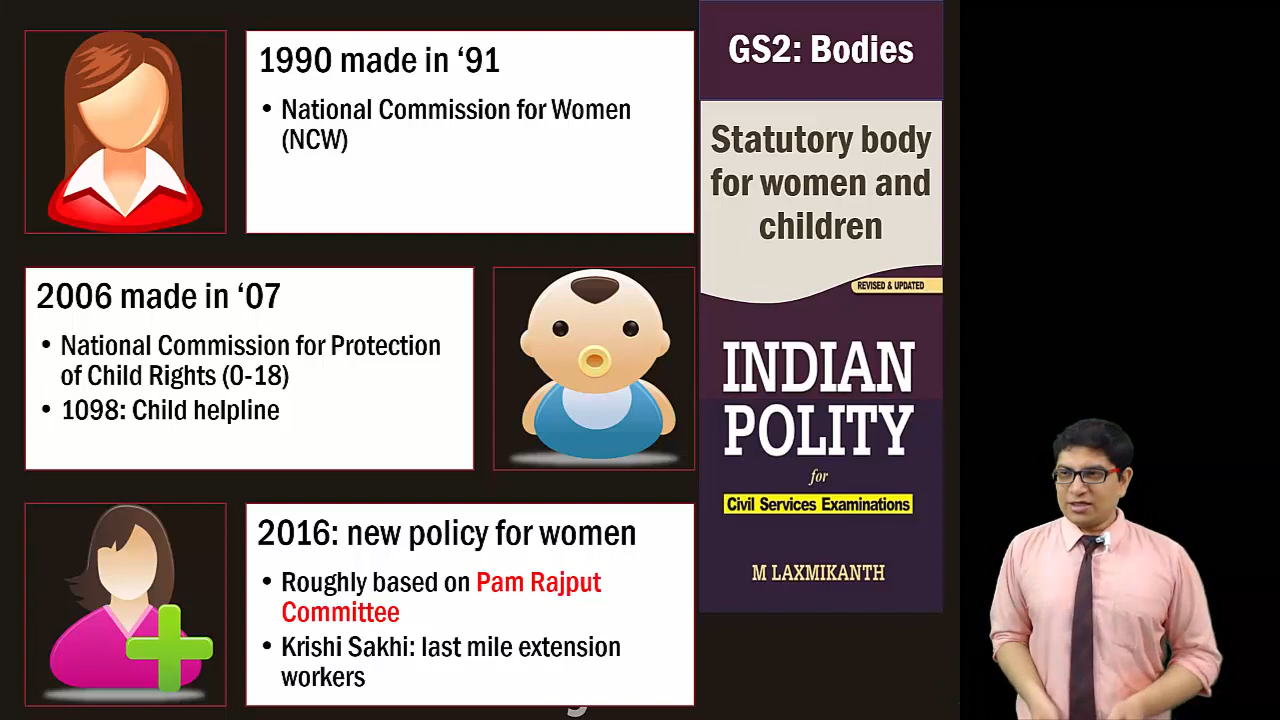 1990 made in ‘91
• National Commission for Women
(NCW)
2006 made in ‘07
• National Commission for Protection
of Child Rights (0-18)
• 1098: Child helpline
2016: new policy for women
• Roughly based on Pam Rajput
Committee
• Krishi Sakhi: last mile extension
workers
GS2: Bodies
Statutory body
for women and
children
REVISED & UPDATED
INDIAN
POLITY
for
Civil Services Examinations
M LAXMIKANTH